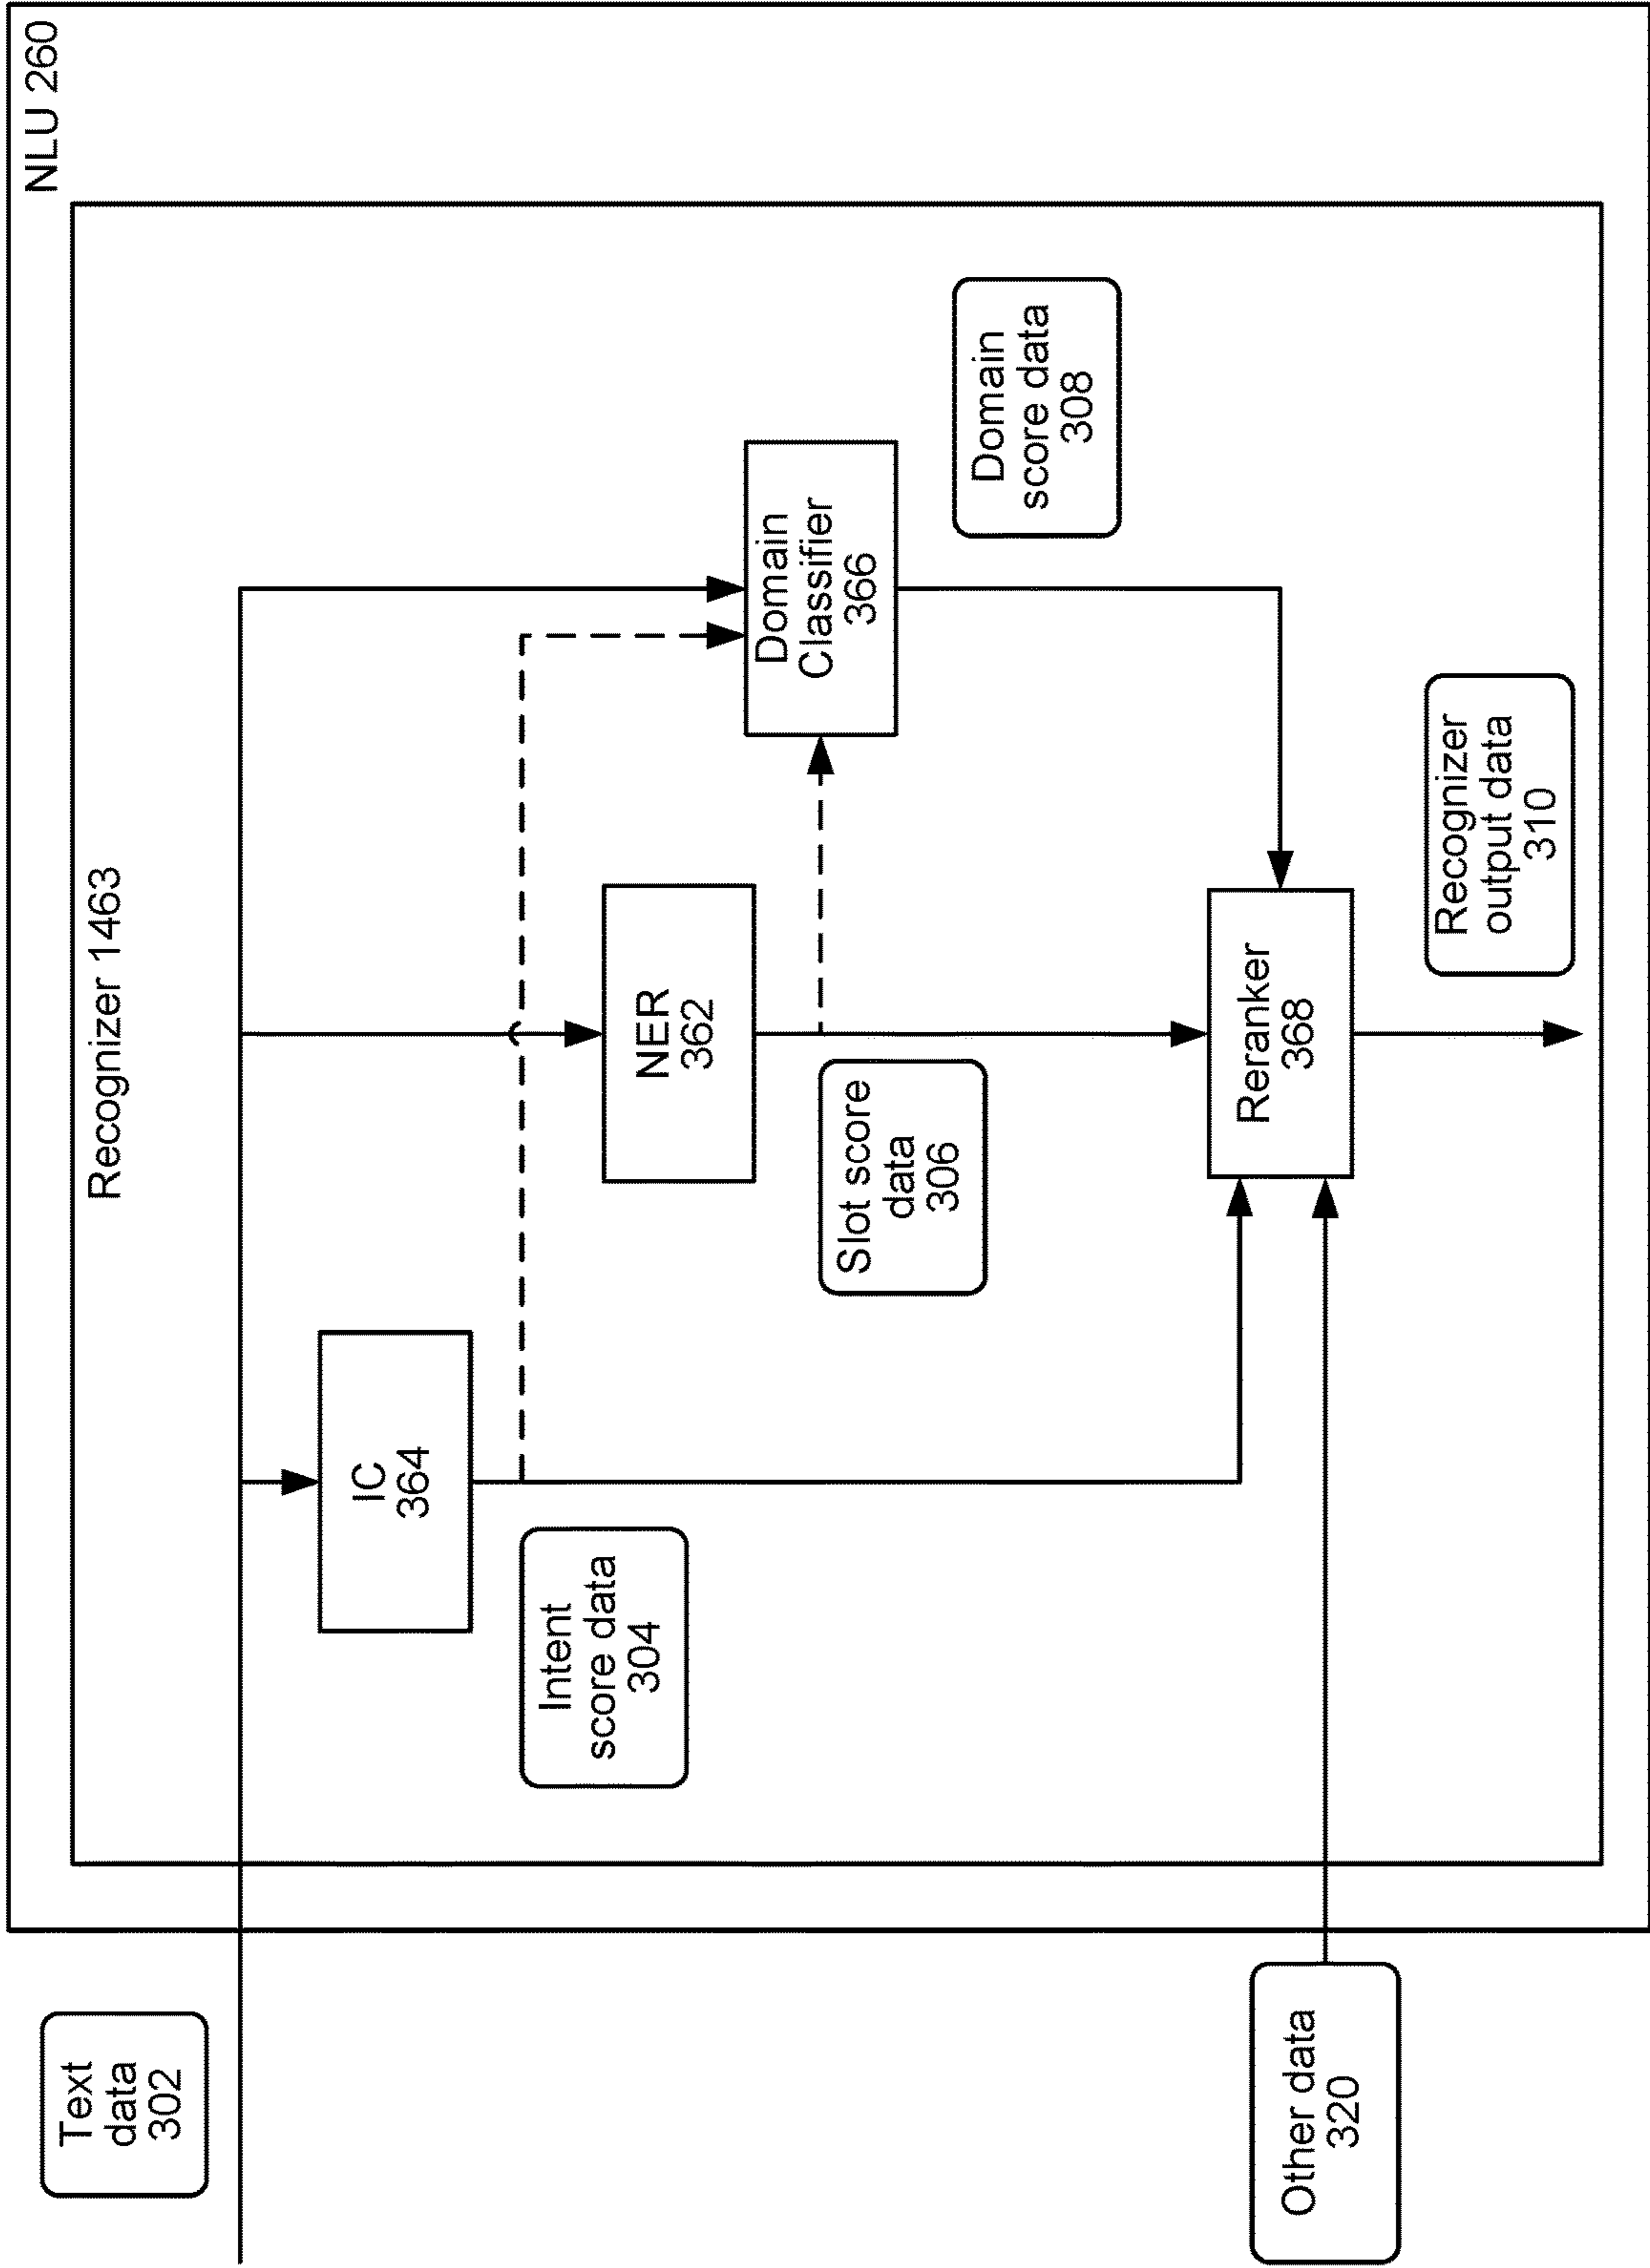 NLU 260
Recognizer 1463
Text
data
302
IC
364
Intent
score data
304
NER
362
Slot score
data
306
Domain
Classifier
366
Domain
score data
308
Other data
320
Reranker
368
Recognizer
output data
310